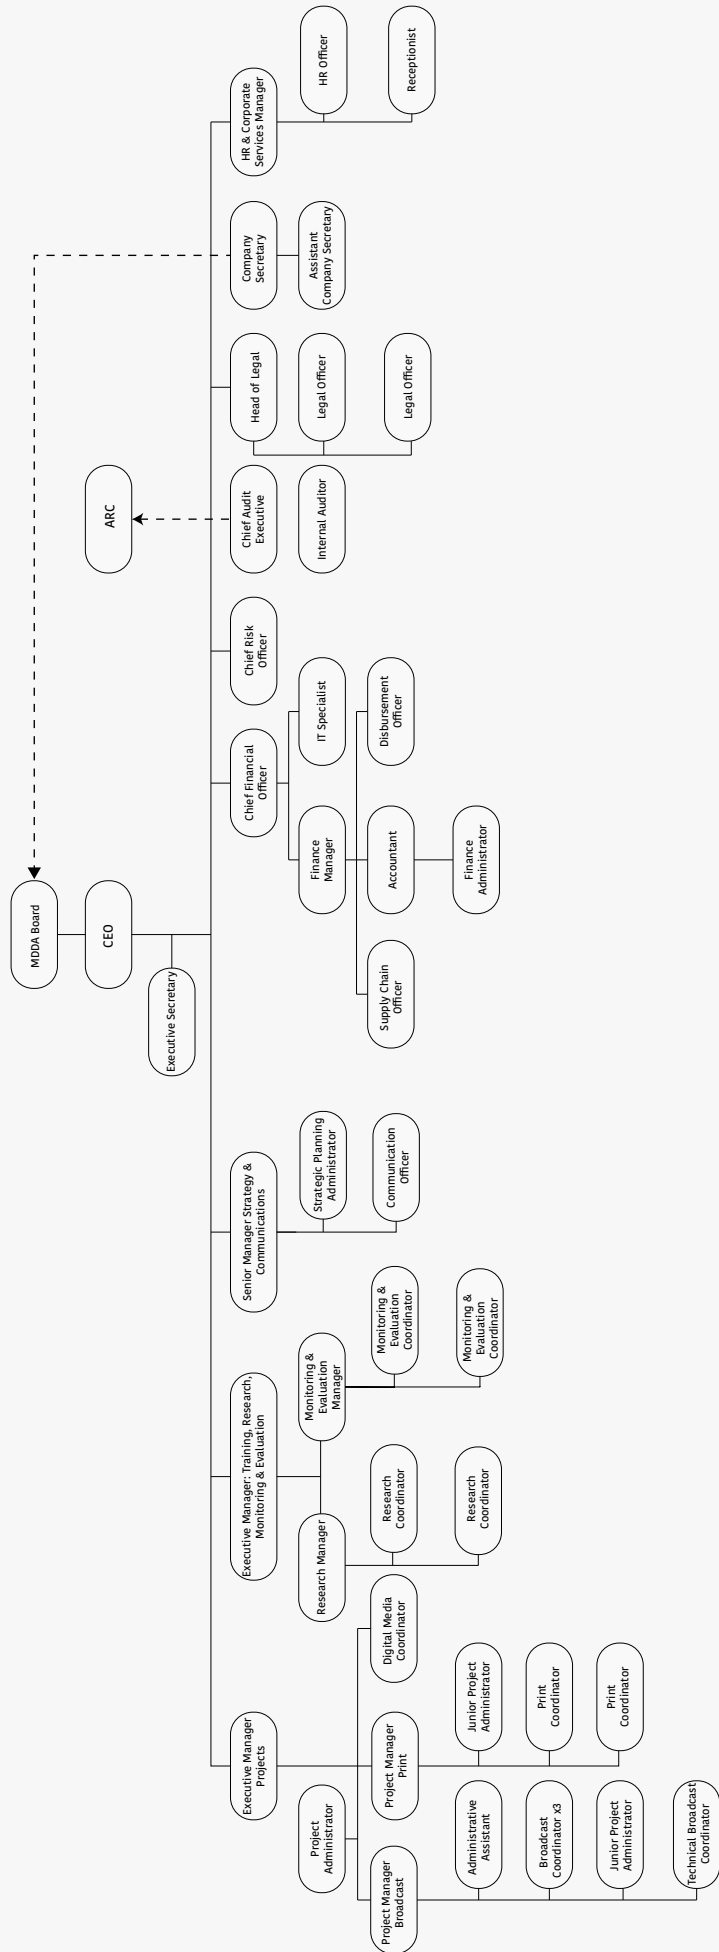 MDDA Board
CEO
Executive Secretary
ARC
Executive Manager
Projects
Executive Manager: Training, Research,
Monitoring & Evaluation
Senior Manager Strategy &
Communications
Chief Financial
Officer
Chief Risk
Officer
Chief Audit
Executive
Head of Legal
Company
Secretary
HR & Corporate
Services Manager
Project
Administrator
Research Manager
Monitoring &
Evaluation
Manager
Strategic Planning
Administrator
Finance
Manager
IT Specialist
Internal Auditor
Legal Officer
Assistant
Company Secretary
HR Officer
Project Manager
Broadcast
Project Manager
Print
Digital Media
Coordinator
Research
Coordinator
Monitoring &
Evaluation
Coordinator
Communication
Officer
Supply Chain
Officer
Accountant
Disbursement
Officer
Legal Officer
Receptionist
Administrative
Assistant
Junior Project
Administrator
Research
Coordinator
Monitoring &
Evaluation
Coordinator
Finance
Administrator
Broadcast
Coordinator x3
Print
Coordinator
Junior Project
Administrator
Print
Coordinator
Technical Broadcast
Coordinator